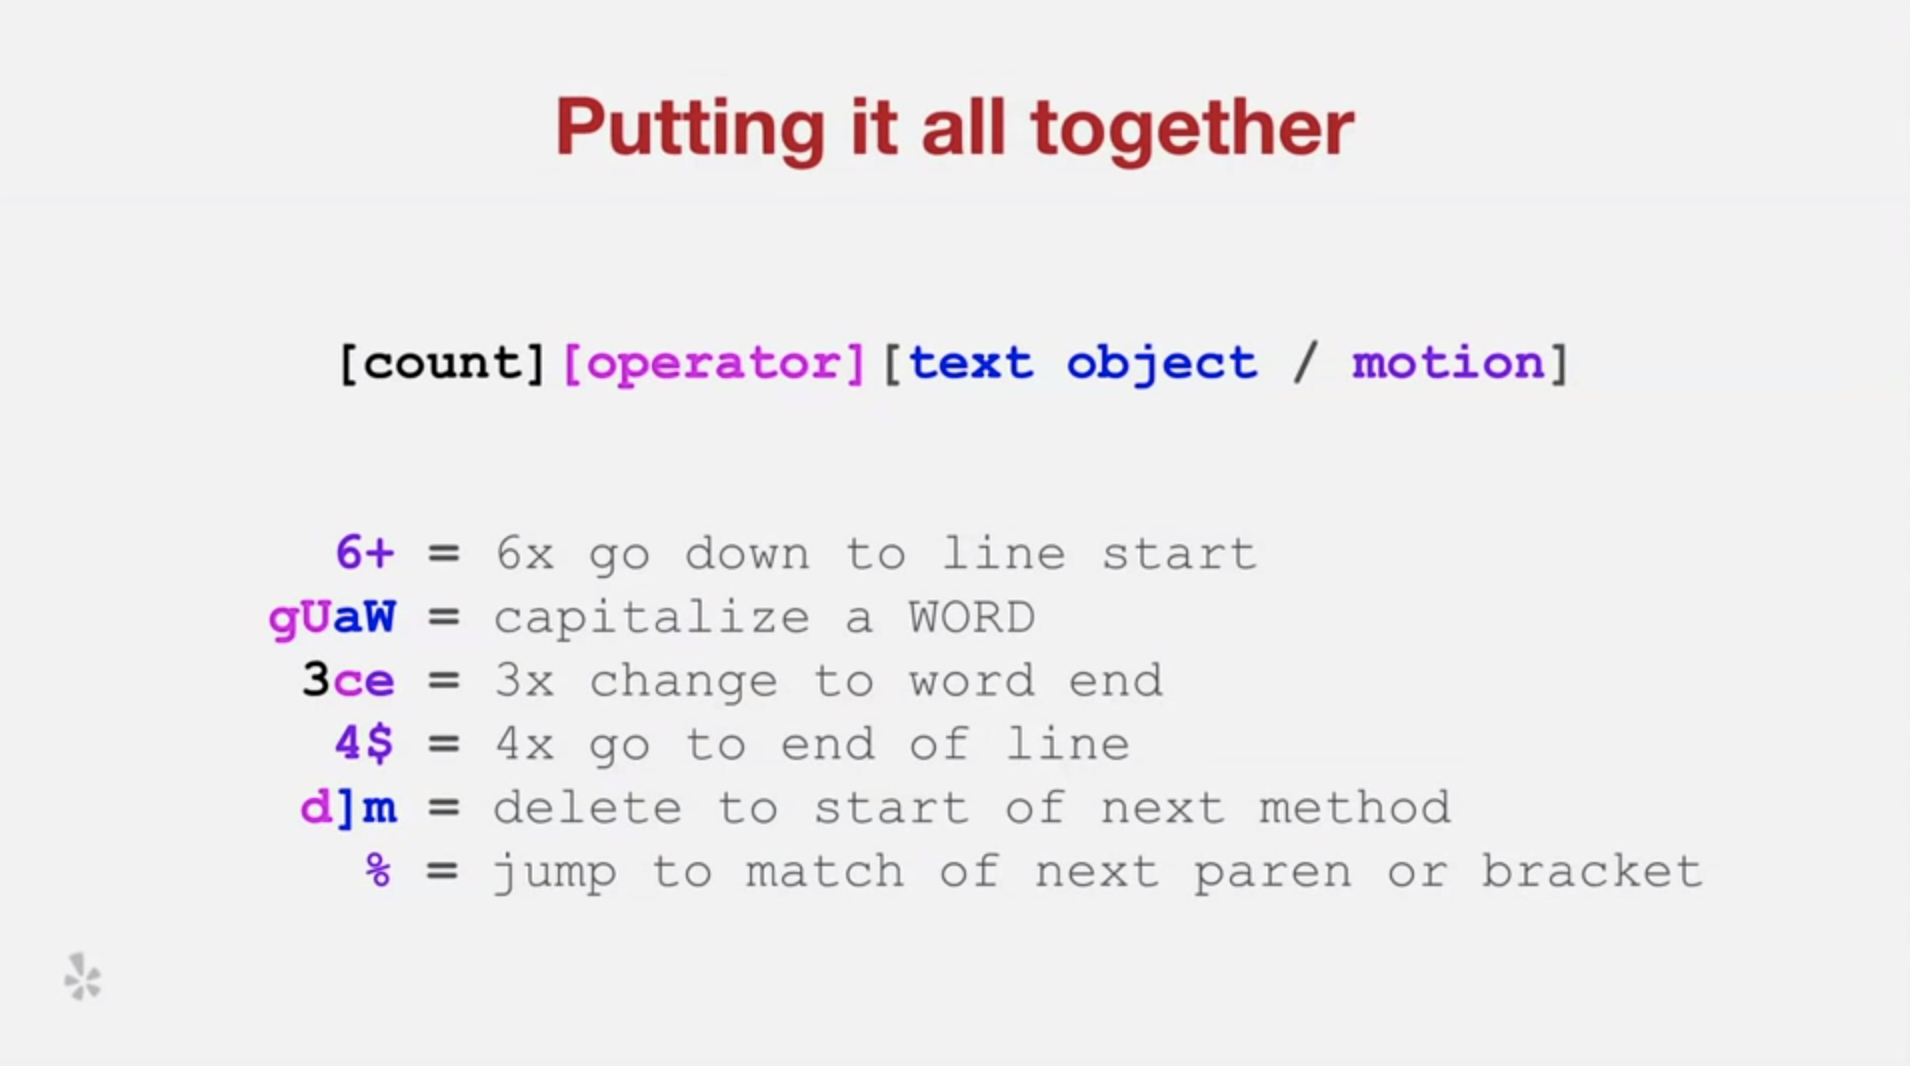 Putting it all together
[count][operator][text object / motion]
6+ = 6x go down to line start
gUaW = capitalize a WORD
3ce = 3x change to word end
4$ = 4x go to end of line
d]m = delete to start of next method
% = jump to match of next paren or bracket